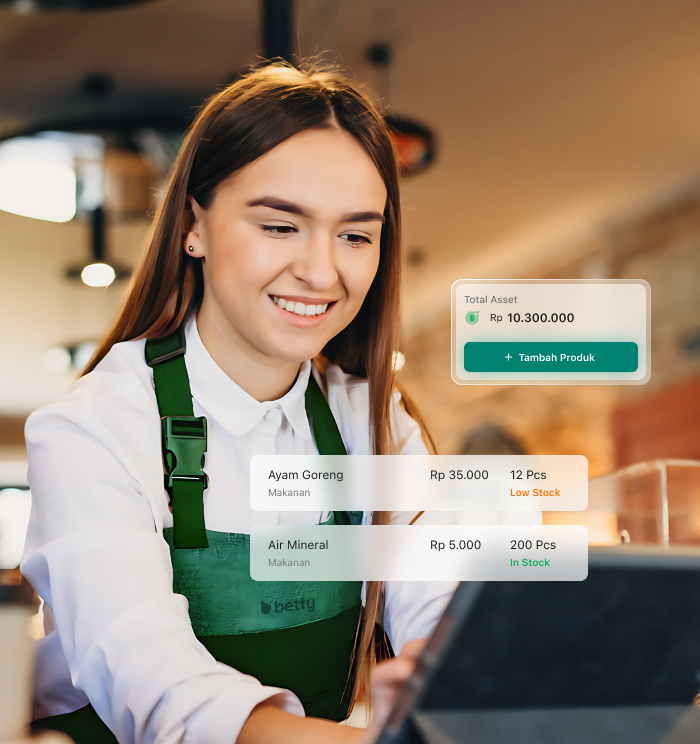 Total Asset
Rp 10.300.000
+ Tambah Produk
Ayam Goreng Rp 35.000 12 Pcs
Makanan Low Stock
Air Mineral Rp 5.000 200 Pcs
Makanan In Stock
betty